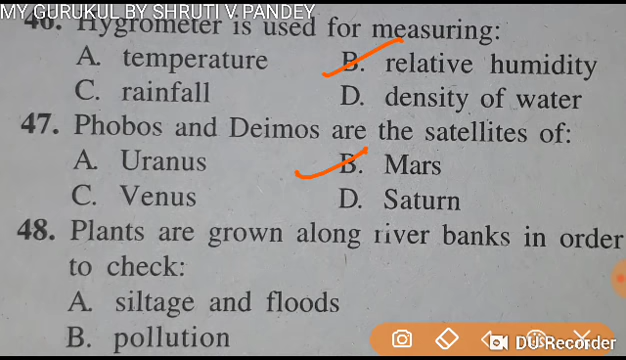 MY GURUKUL BY SHRUTI V. PANDEY
46. Hygrometer is used for measuring:
A. temperature B. relative humidity
C. rainfall D. density of water
47. Phobos and Deimos are the satellites of:
A. Uranus B. Mars
C. Venus D. Saturn
48. Plants are grown along river banks in order
to check:
A. siltage and floods
B. pollution
DU Recorder